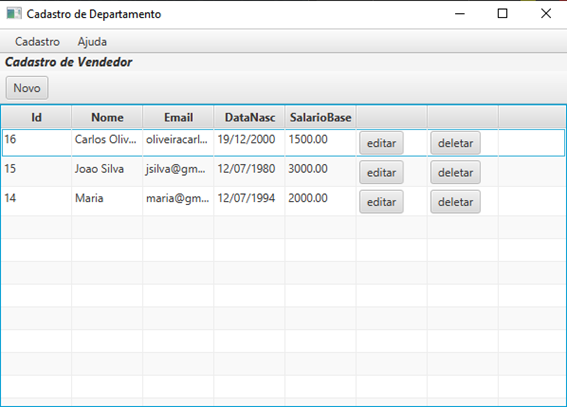 Cadastro de Departamento
Cadastro Ajuda
Cadastro de Vendedor
Novo
Id Nome Email DataNasc SalarioBase
16 Carlos Oliv... oliveiracarl... 19/12/2000 1500.00 editar deletar
15 Joao Silva jsilva@gm... 12/07/1980 3000.00 editar deletar
14 Maria maria@gm... 12/07/1994 2000.00 editar deletar